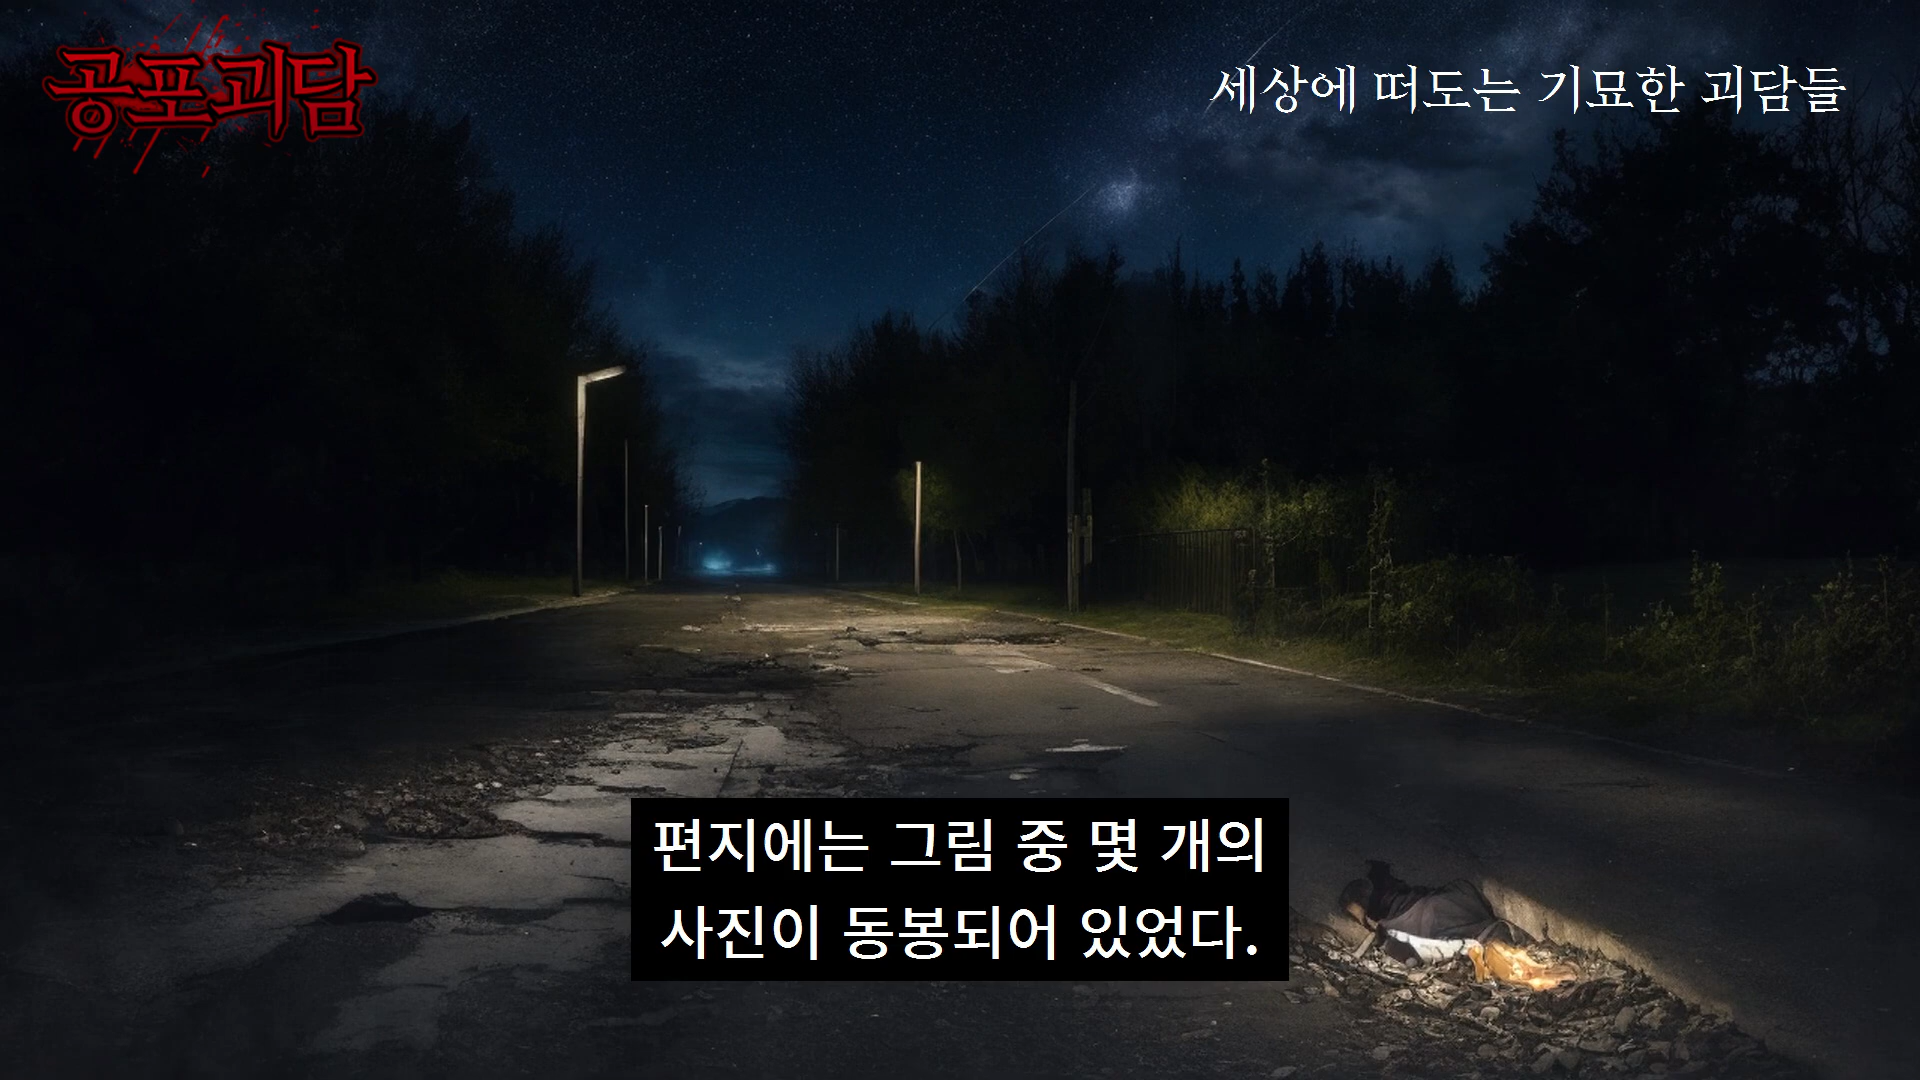 공포괴담
세상에 떠도는 기묘한 괴담들
편지에는 그림 중 몇 개의
사진이 동봉되어 있었다.